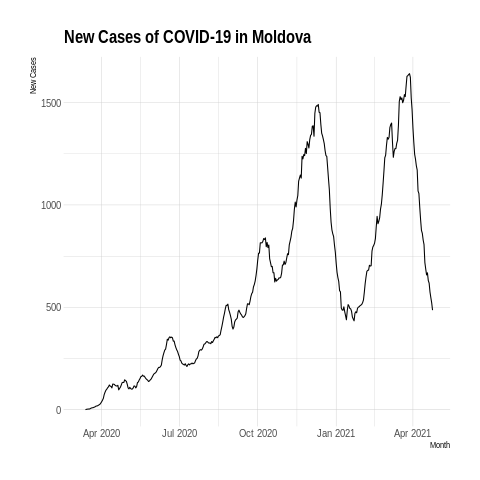 New Cases of COVID-19 in Moldova
New Cases
1500
1000
500
0
Apr 2020 Jul 2020 Oct 2020 Jan 2021 Apr 2021
Month